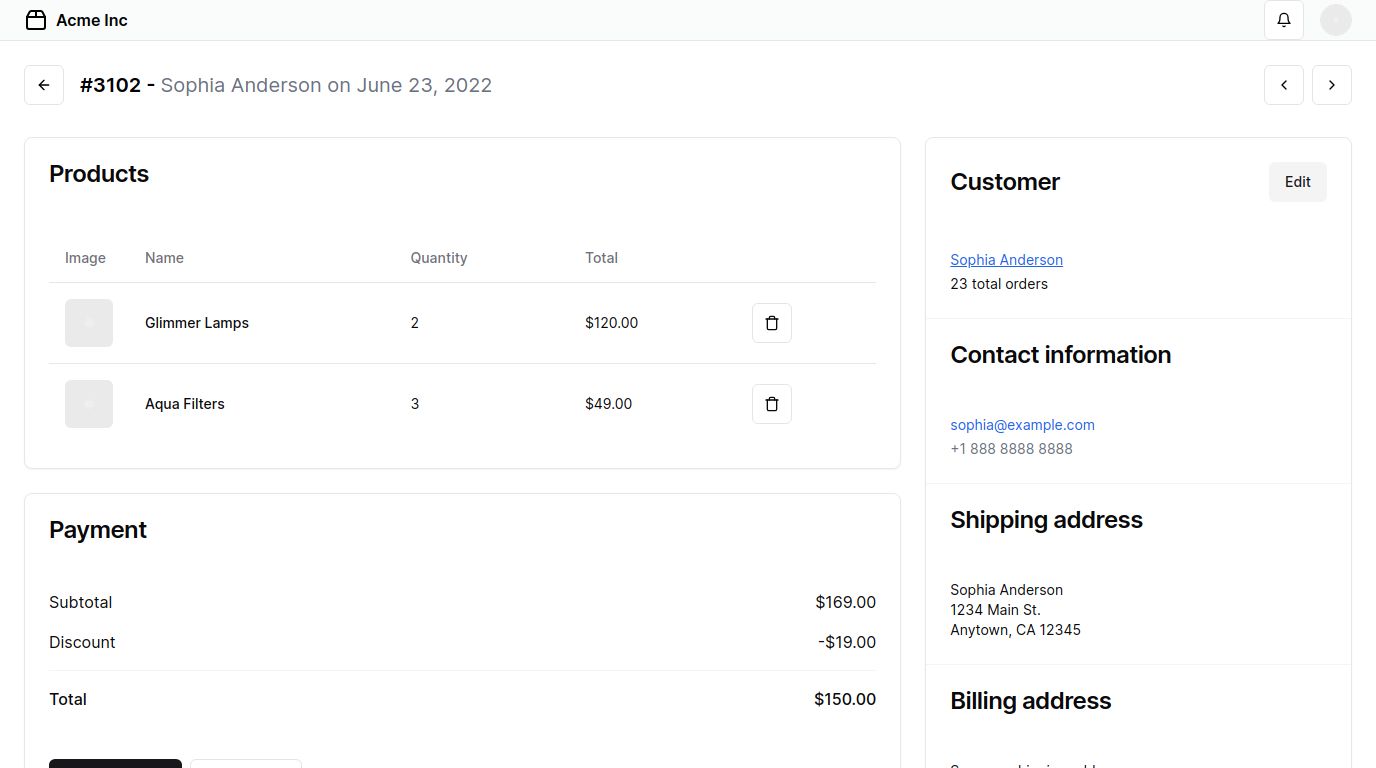 Acme Inc
#3102 - Sophia Anderson on June 23, 2022
Products
Image Name Quantity Total
Glimmer Lamps 2 $120.00
Aqua Filters 3 $49.00
Payment
Subtotal $169.00
Discount -$19.00
Total $150.00
Customer
Edit
Sophia Anderson
23 total orders
Contact information
sophia@example.com
+1 888 8888 8888
Shipping address
Sophia Anderson
1234 Main St.
Anytown, CA 12345
Billing address